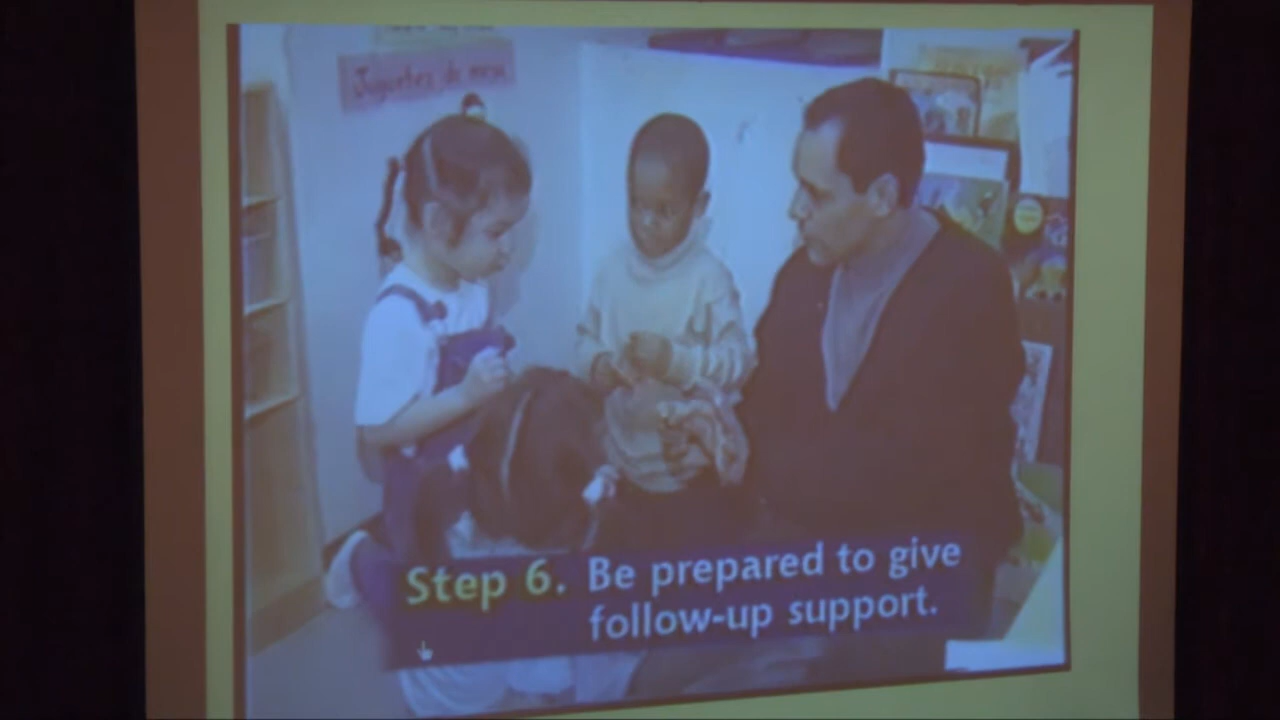 Juguetes de mesa
Step 6. Be prepared to give
follow-up support.